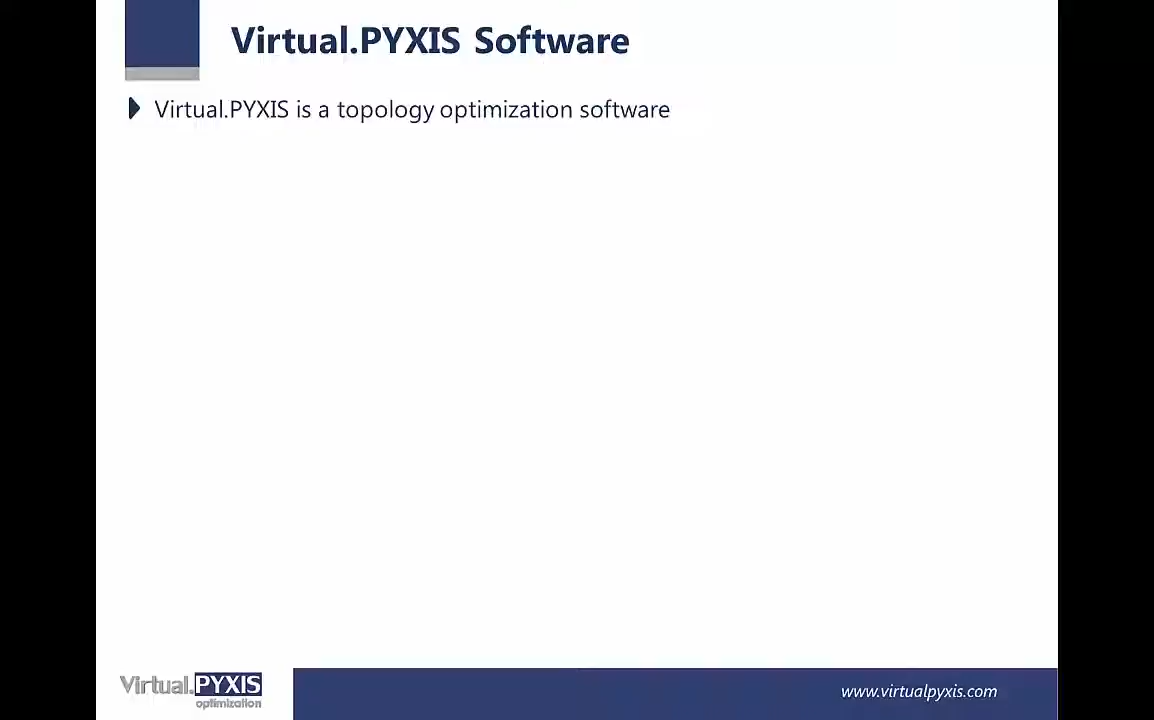 Virtual.PYXIS Software
Virtual.PYXIS is a topology optimization software
Virtual.PYXIS
optimization
www.virtualpyxis.com